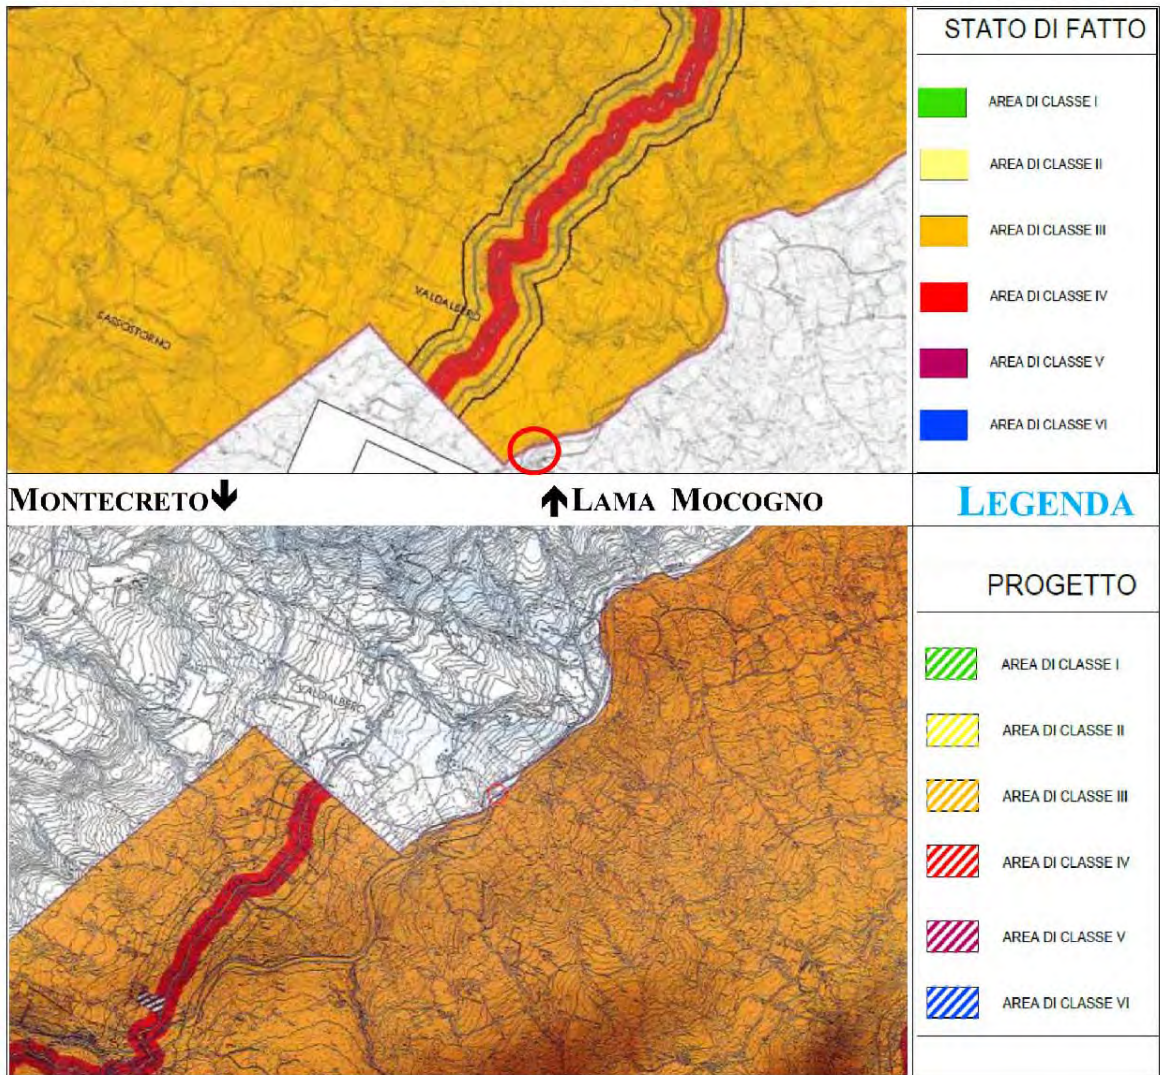 STATO DI FATTO
AREA DI CLASSE I
AREA DI CLASSE II
AREA DI CLASSE III
AREA DI CLASSE IV
AREA DI CLASSE V
AREA DI CLASSE VI
SASSOSTORNO
VALDALBERO
MONTECRETO
LAMA MOCOGNO
LEGENDA
VALDALBERO
STORNO
PROGETTO
AREA DI CLASSE I
AREA DI CLASSE II
AREA DI CLASSE III
AREA DI CLASSE IV
AREA DI CLASSE V
AREA DI CLASSE VI